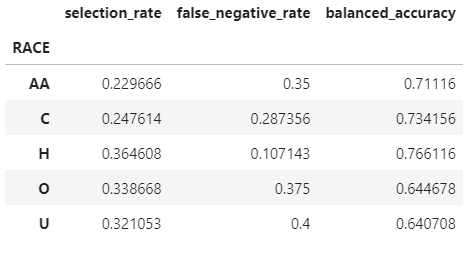 selection_rate false_negative_rate balanced_accuracy
RACE
AA 0.229666 0.35 0.71116
C 0.247614 0.287356 0.734156
H 0.364608 0.107143 0.766116
O 0.338668 0.375 0.644678
U 0.321053 0.4 0.640708